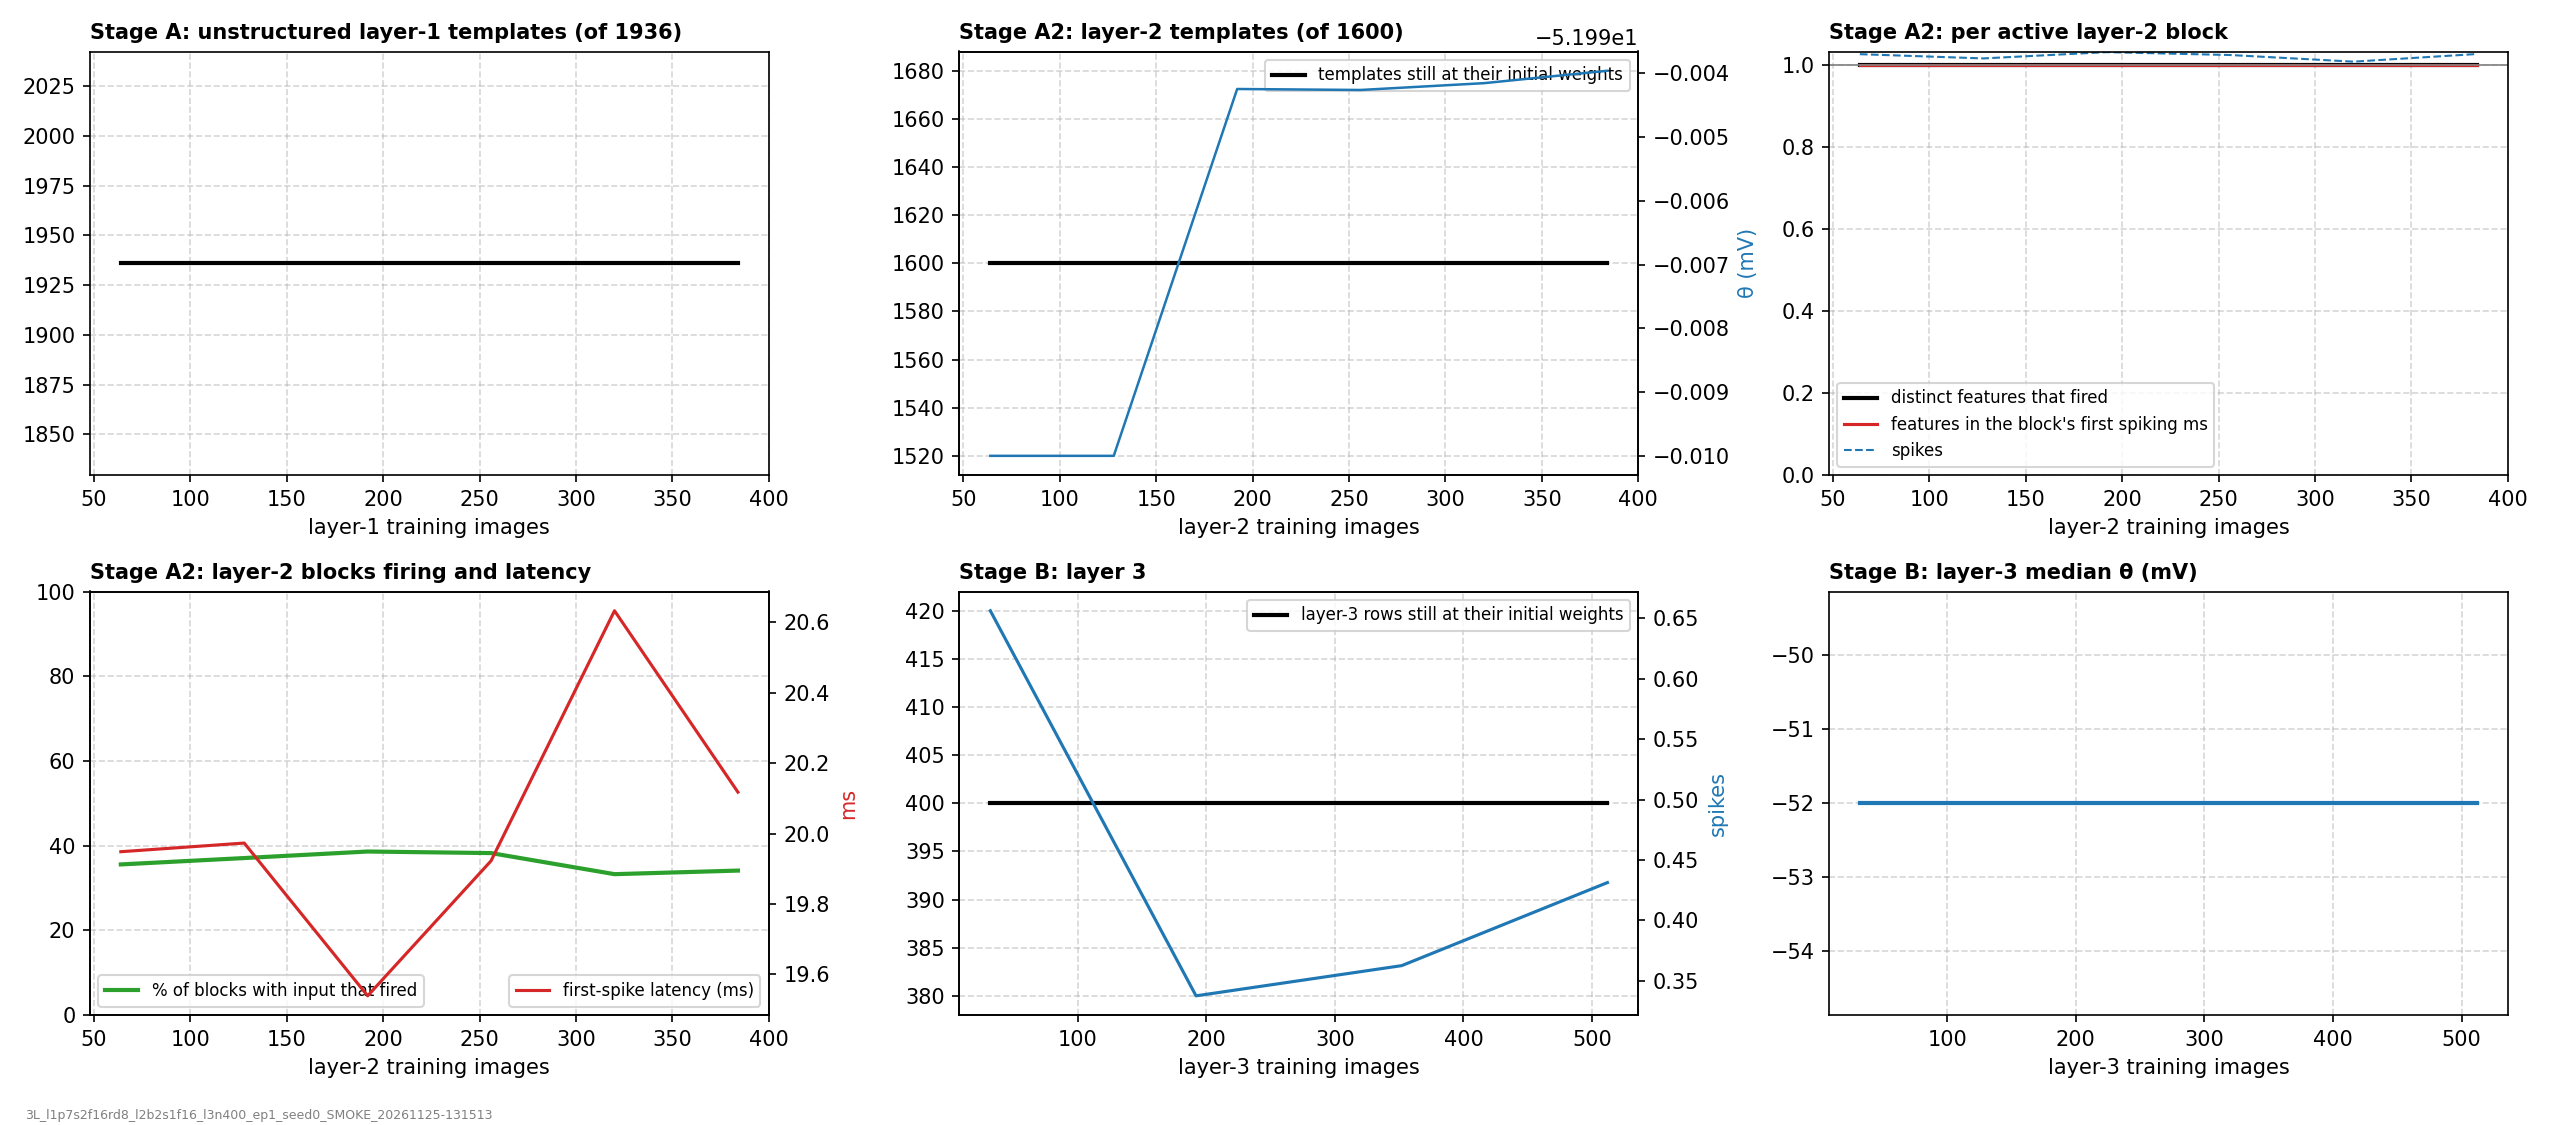 Stage A: unstructured layer-1 templates (of 1936)
2025
2000
1975
1950
1925
1900
1875
1850
50 100 150 200 250 300 350 400
layer-1 training images
Stage A2: layer-2 templates (of 1600)
−5.199e1
templates still at their initial weights
1680
1660
1640
1620
1600
1580
1560
1540
1520
−0.004
−0.005
−0.006
−0.007
−0.008
−0.009
−0.010
θ (mV)
50 100 150 200 250 300 350 400
layer-2 training images
Stage A2: per active layer-2 block
1.0
0.8
0.6
0.4
0.2
0.0
distinct features that fired
features in the block's first spiking ms
spikes
50 100 150 200 250 300 350 400
layer-2 training images
Stage A2: layer-2 blocks firing and latency
100
80
60
40
20
0
20.6
20.4
20.2
20.0
19.8
19.6
ms
% of blocks with input that fired
first-spike latency (ms)
50 100 150 200 250 300 350 400
layer-2 training images
Stage B: layer 3
layer-3 rows still at their initial weights
420
415
410
405
400
395
390
385
380
0.65
0.60
0.55
0.50
0.45
0.40
0.35
spikes
100 200 300 400 500
layer-3 training images
Stage B: layer-3 median θ (mV)
−50
−51
−52
−53
−54
100 200 300 400 500
layer-3 training images
3L_l1p7s2f16rd8_l2b2s1f16_l3n400_ep1_seed0_SMOKE_20261125-131513